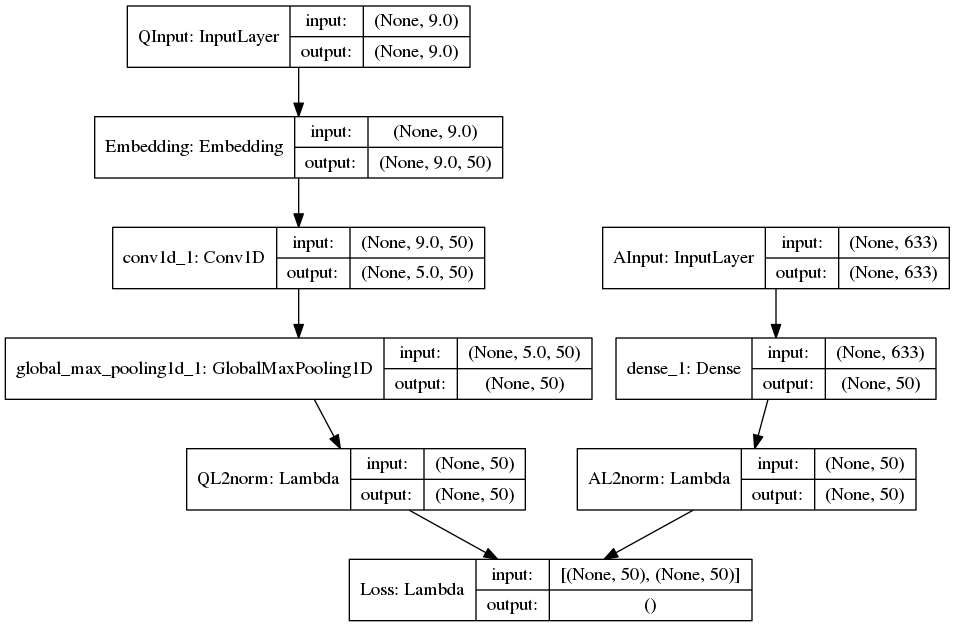 QInput: InputLayer
input:
(None, 9.0)
output:
(None, 9.0)
Embedding: Embedding
input:
(None, 9.0)
output:
(None, 9.0, 50)
conv1d_1: Conv1D
input:
(None, 9.0, 50)
output:
(None, 5.0, 50)
AInput: InputLayer
input:
(None, 633)
output:
(None, 633)
global_max_pooling1d_1: GlobalMaxPooling1D
input:
(None, 5.0, 50)
output:
(None, 50)
dense_1: Dense
input:
(None, 633)
output:
(None, 50)
QL2norm: Lambda
input:
(None, 50)
output:
(None, 50)
AL2norm: Lambda
input:
(None, 50)
output:
(None, 50)
Loss: Lambda
input:
[(None, 50), (None, 50)]
output:
()